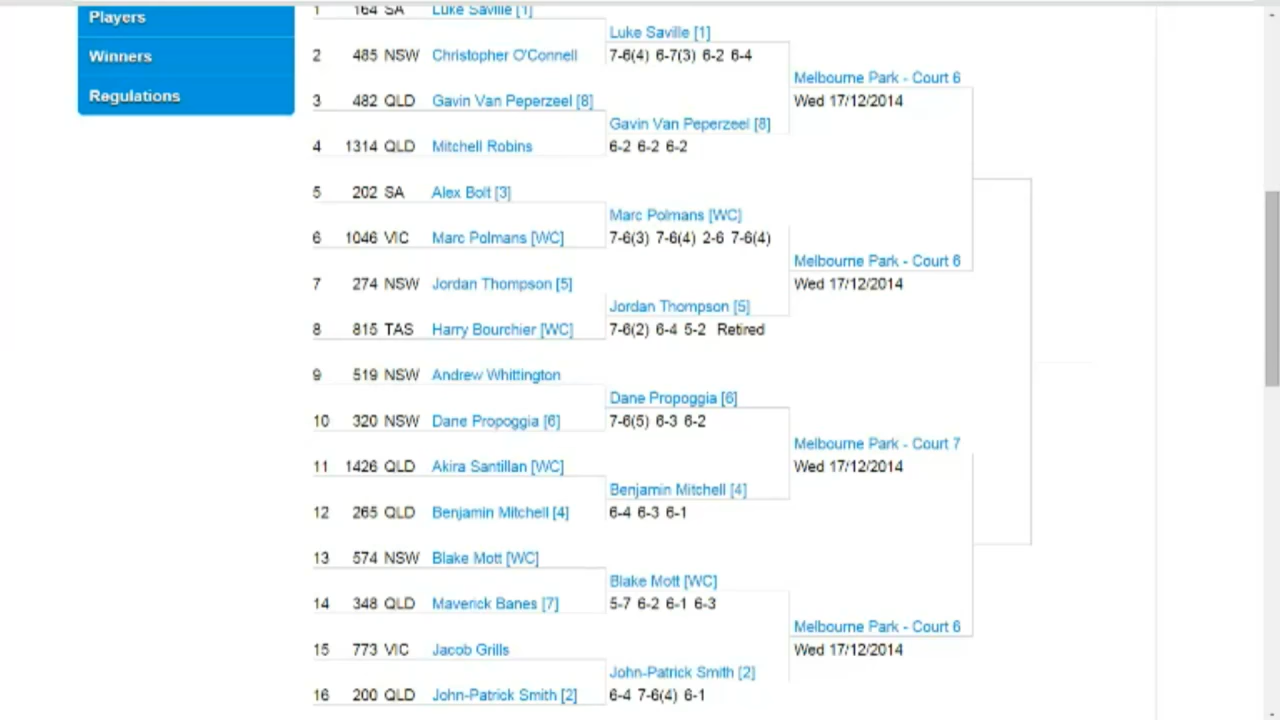 Players
Winners
Regulations
1 164 SA Luke Saville [1]
Luke Saville [1]
2 485 NSW Christopher O'Connell 7-6(4) 6-7(3) 6-2 6-4
Melbourne Park - Court 6
3 482 QLD Gavin Van Peperzeel [8] Wed 17/12/2014
Gavin Van Peperzeel [8]
4 1314 QLD Mitchell Robins 6-2 6-2 6-2
5 202 SA Alex Bolt [3]
Marc Polmans [WC]
6 1046 VIC Marc Polmans [WC] 7-6(3) 7-6(4) 2-6 7-6(4)
Melbourne Park - Court 6
7 274 NSW Jordan Thompson [5] Wed 17/12/2014
Jordan Thompson [5]
8 815 TAS Harry Bourchier [WC] 7-6(2) 6-4 5-2 Retired
9 519 NSW Andrew Whittington
Dane Propoggia [6]
10 320 NSW Dane Propoggia [6] 7-6(5) 6-3 6-2
Melbourne Park - Court 7
11 1426 QLD Akira Santillan [WC] Wed 17/12/2014
Benjamin Mitchell [4]
12 265 QLD Benjamin Mitchell [4] 6-4 6-3 6-1
13 574 NSW Blake Mott [WC]
Blake Mott [WC]
14 348 QLD Maverick Banes [7] 5-7 6-2 6-1 6-3
Melbourne Park - Court 6
15 773 VIC Jacob Grills Wed 17/12/2014
John-Patrick Smith [2]
16 200 QLD John-Patrick Smith [2] 6-4 7-6(4) 6-1